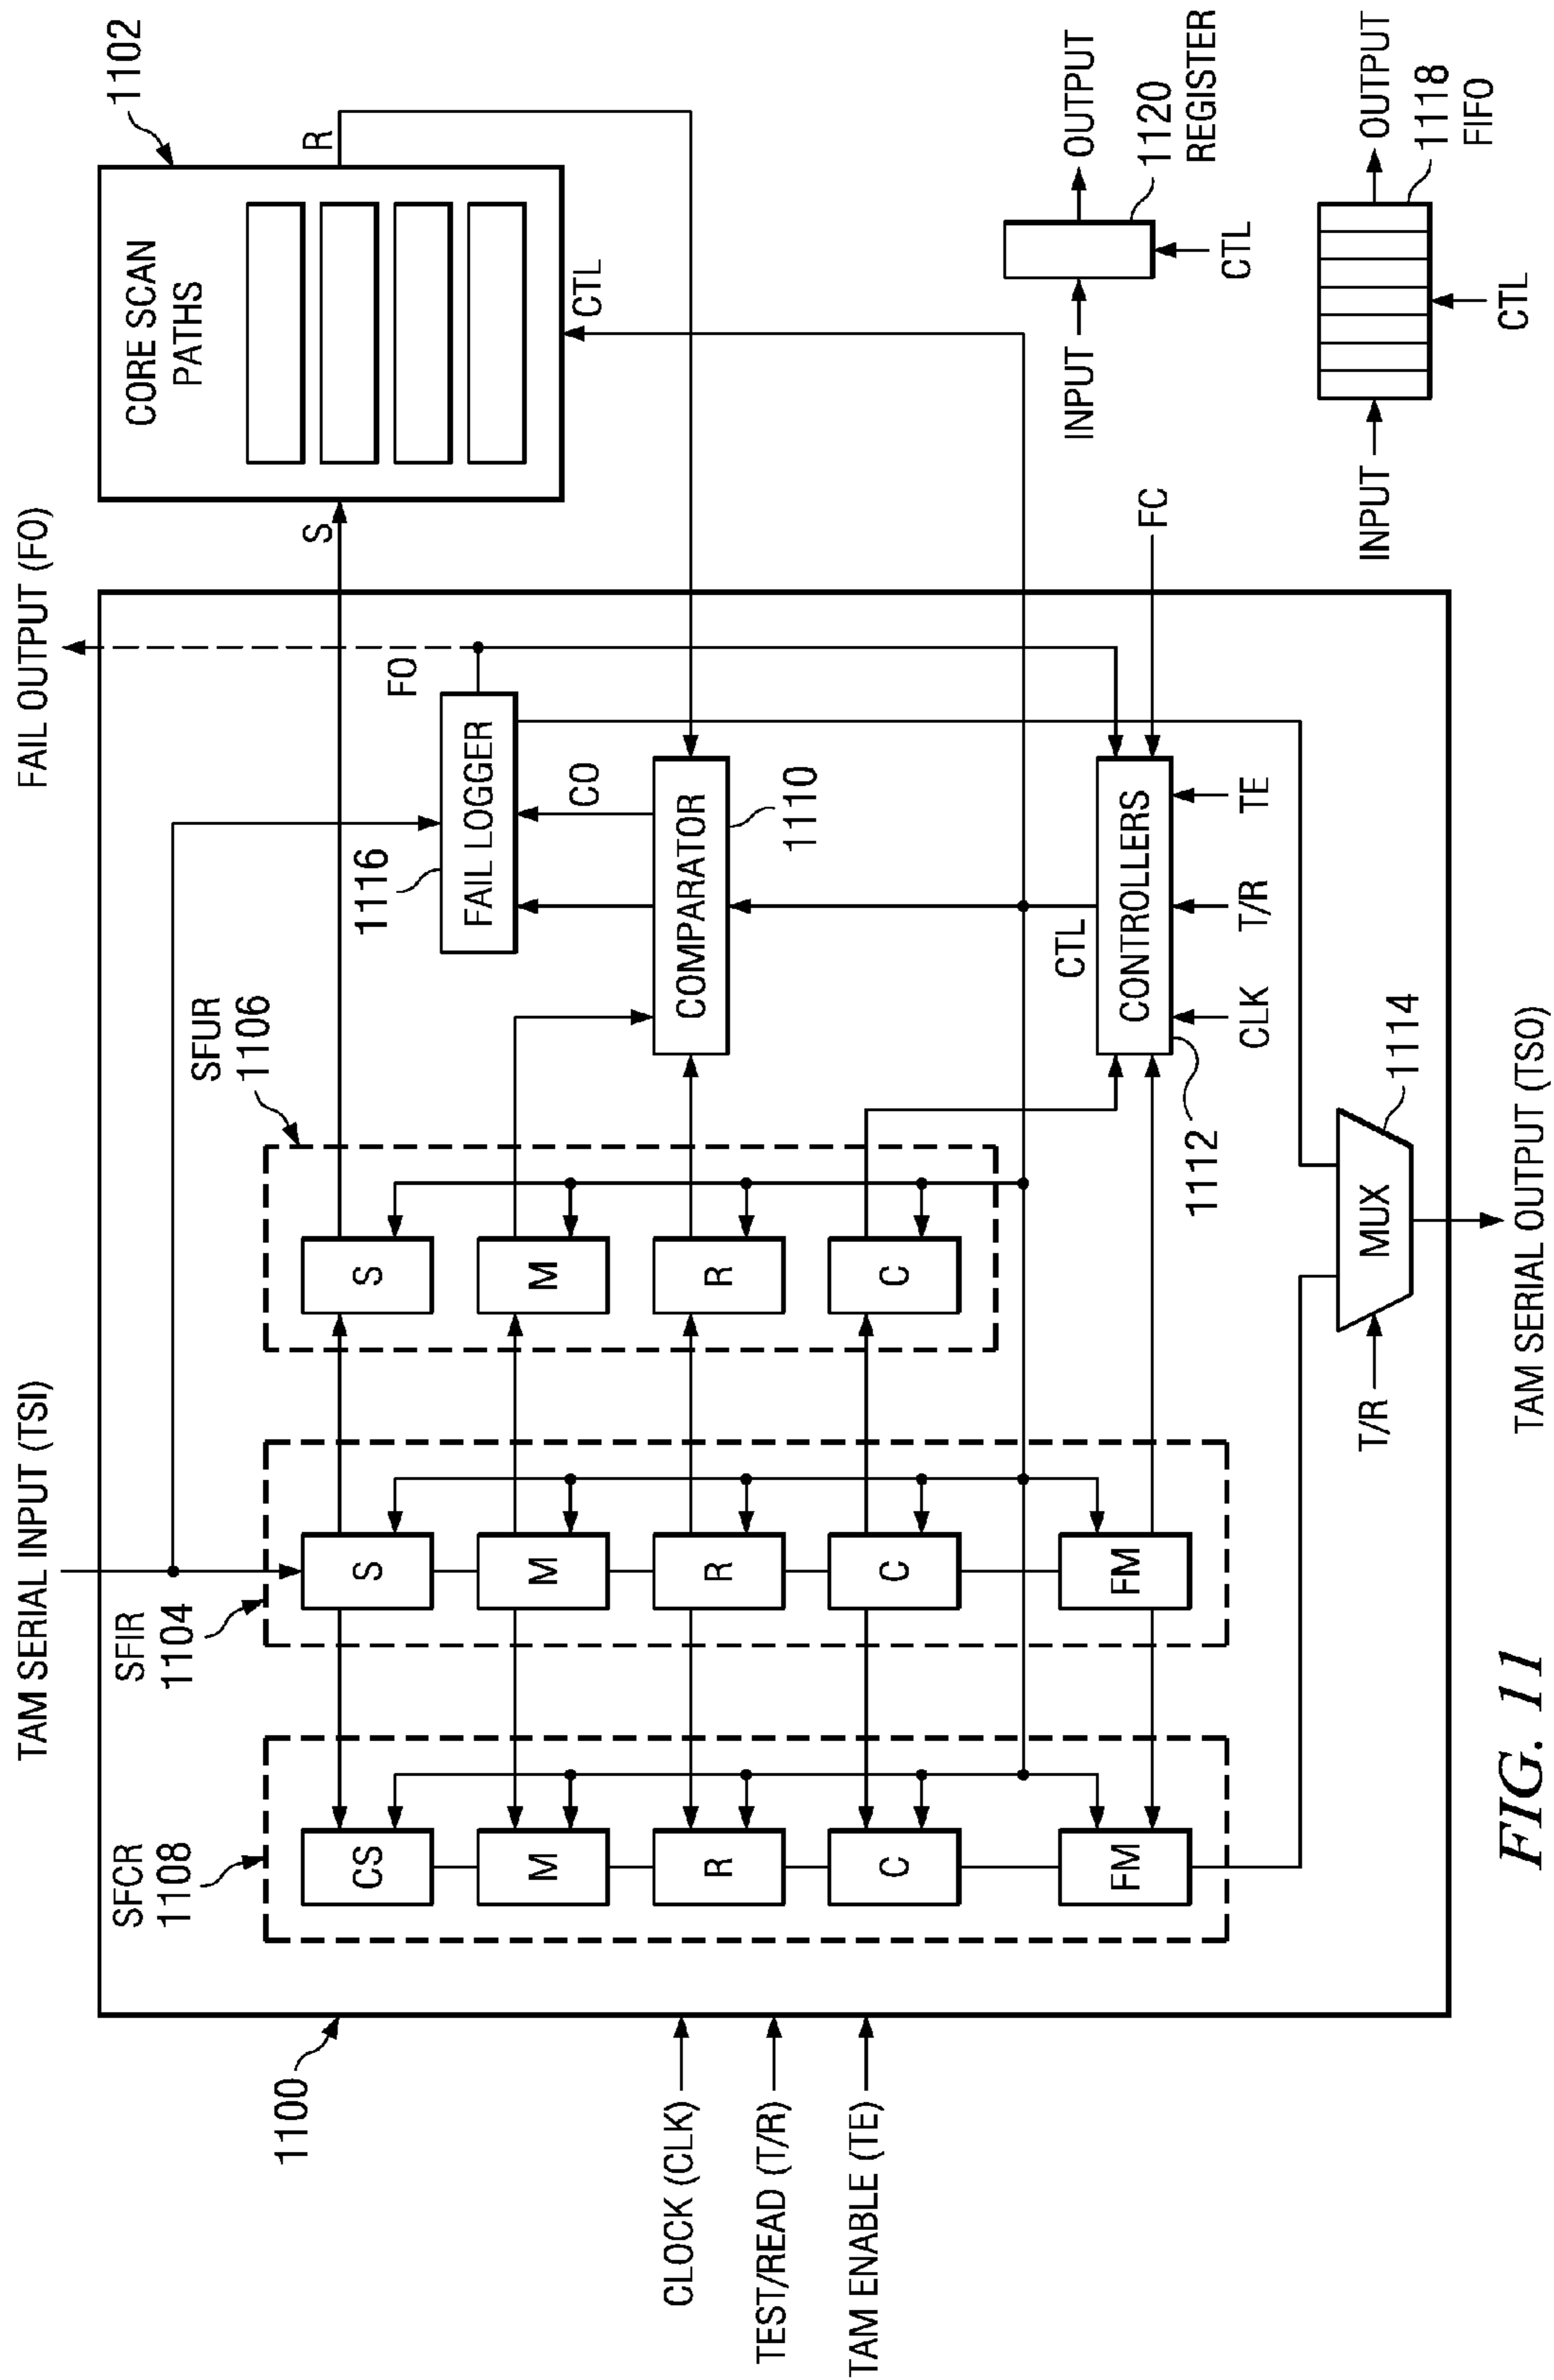 TAM SERIAL INPUT (TSI)
FAIL OUTPUT (FO)
1100
CLOCK (CLK)
TEST/READ (T/R)
TAM ENABLE (TE)
SFCR
1108
CS
M
R
C
FM
SFIR
1104
S
M
R
C
FM
SFUR
1106
S
M
R
C
1116
FAIL LOGGER
FO
CO
COMPARATOR
1110
CTL
CONTROLLERS
1112
CLK
T/R
TE
FC
T/R
MUX
1114
TAM SERIAL OUTPUT (TSO)
S
R
1102
CORE SCAN
PATHS
CTL
INPUT
OUTPUT
CTL
1120
REGISTER
INPUT
OUTPUT
CTL
1118
FIFO
FIG. 11